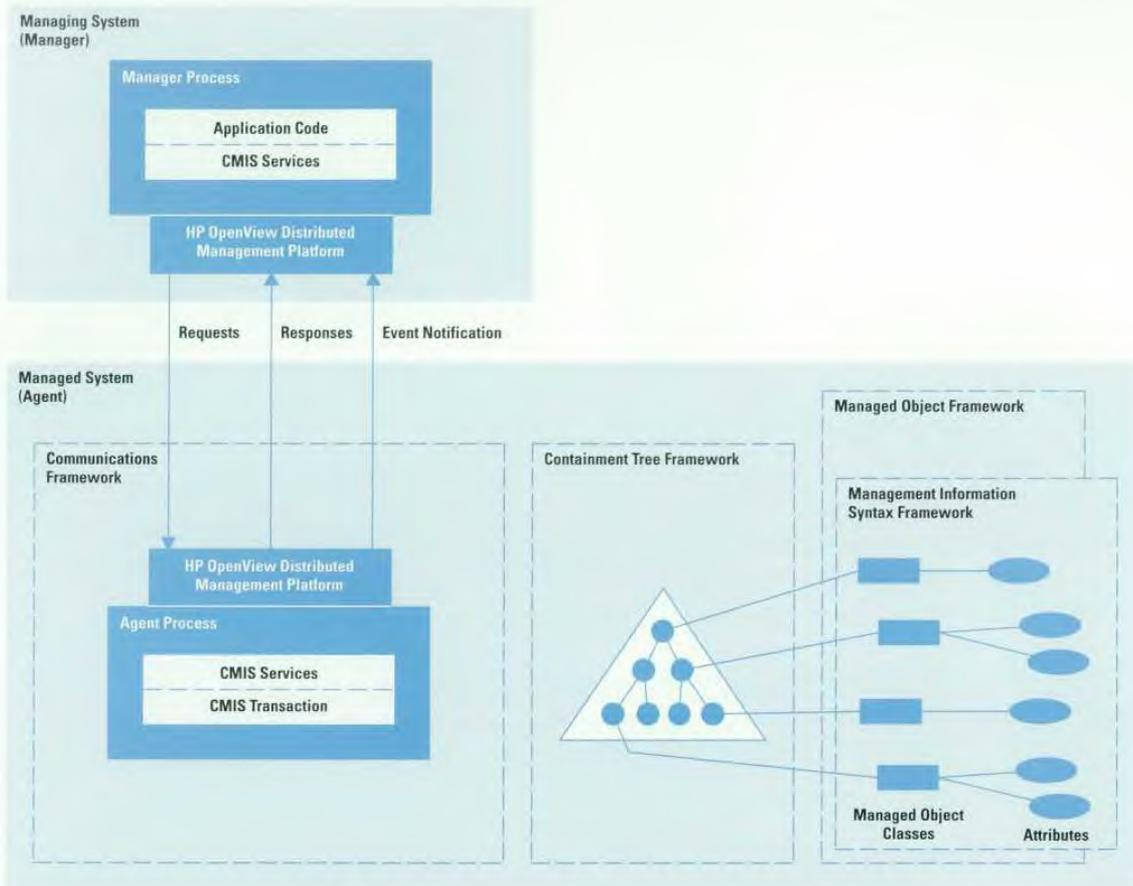 Managing System
(Manager)
Manager Process
Application Code
CMIS Services
HP OpenView Distributed
Management Platform
Requests
Responses
Event Notification
Managed System
(Agent)
Communications
Framework
HP OpenView Distributed
Management Platform
Agent Process
CMIS Services
CMIS Transaction
Containment Tree Framework
Managed Object Framework
Management Information
Syntax Framework
Managed Object
Classes
Attributes